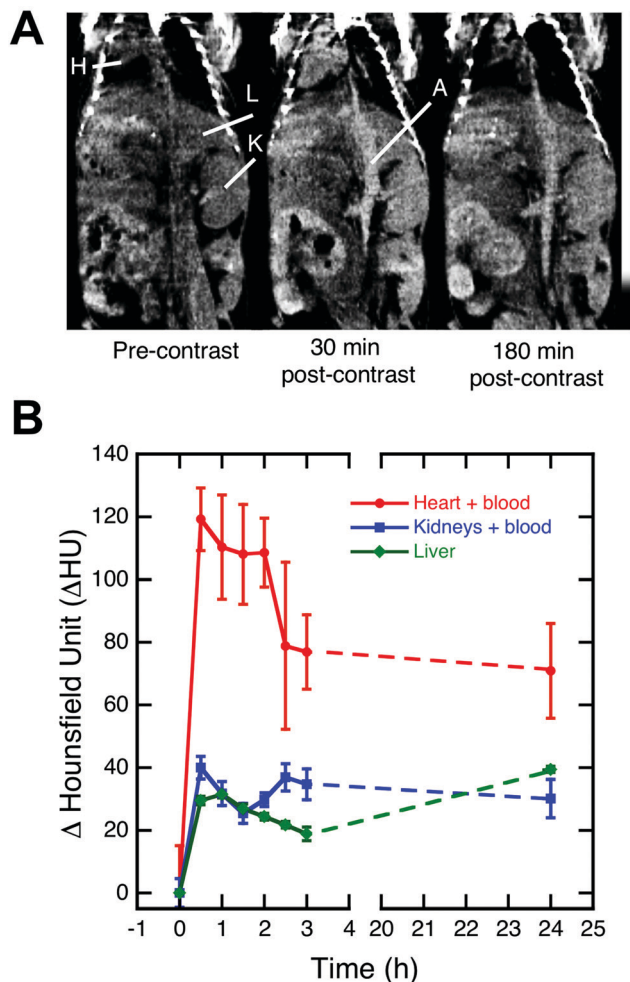 A
H
L
K
A
Pre-contrast
30 min
post-contrast
180 min
post-contrast
B
140
120
100
80
60
40
20
0
Δ Hounsfield Unit (ΔHU)
Heart + blood
Kidneys + blood
Liver
-1 0 1 2 3 4 20 21 22 23 24 25
Time (h)